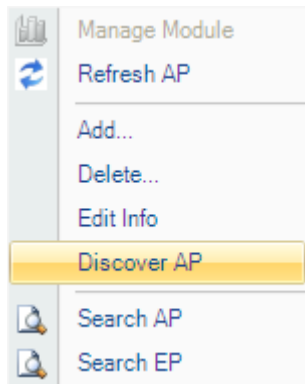 Manage Module
Refresh AP
Add...
Delete...
Edit Info
Discover AP
Search AP
Search EP